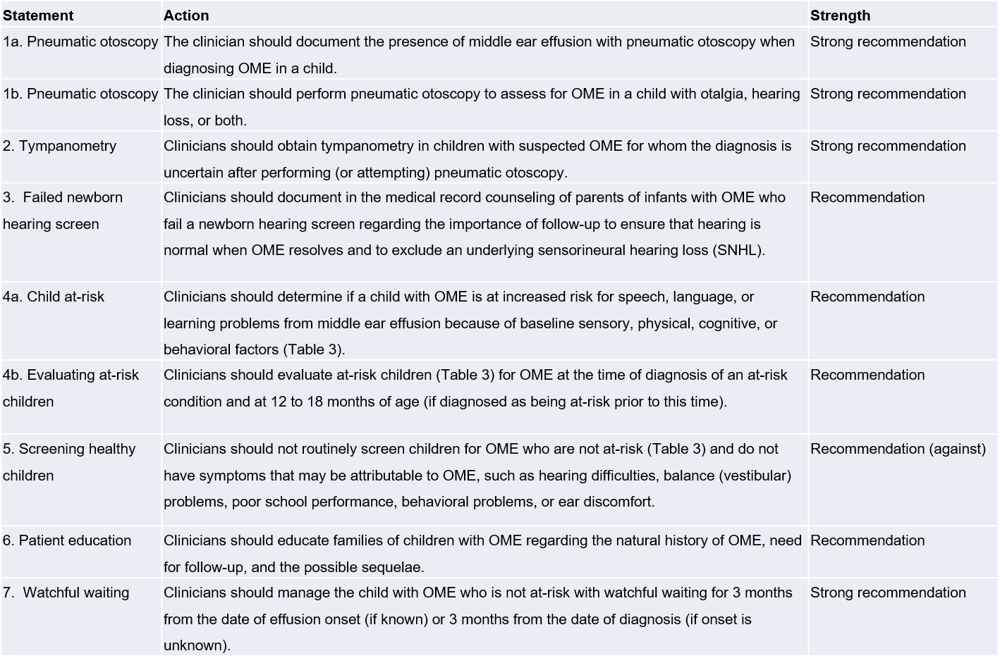 Statement Action Strength
1a. Pneumatic otoscopy The clinician should document the presence of middle ear effusion with pneumatic otoscopy when Strong recommendation
diagnosing OME in a child.
1b. Pneumatic otoscopy The clinician should perform pneumatic otoscopy to assess for OME in a child with otalgia, hearing Strong recommendation
loss, or both.
2. Tympanometry Clinicians should obtain tympanometry in children with suspected OME for whom the diagnosis is Strong recommendation
uncertain after performing (or attempting) pneumatic otoscopy.
3.  Failed newborn Clinicians should document in the medical record counseling of parents of infants with OME who Recommendation
hearing screen fail a newborn hearing screen regarding the importance of follow-up to ensure that hearing is
normal when OME resolves and to exclude an underlying sensorineural hearing loss (SNHL).
4a. Child at-risk Clinicians should determine if a child with OME is at increased risk for speech, language, or Recommendation
learning problems from middle ear effusion because of baseline sensory, physical, cognitive, or
behavioral factors (Table 3).
4b. Evaluating at-risk Clinicians should evaluate at-risk children (Table 3) for OME at the time of diagnosis of an at-risk Recommendation
children condition and at 12 to 18 months of age (if diagnosed as being at-risk prior to this time).
5. Screening healthy Clinicians should not routinely screen children for OME who are not at-risk (Table 3) and do not Recommendation (against)
children have symptoms that may be attributable to OME, such as hearing difficulties, balance (vestibular)
problems, poor school performance, behavioral problems, or ear discomfort.
6. Patient education Clinicians should educate families of children with OME regarding the natural history of OME, need Recommendation
for follow-up, and the possible sequelae.
7.  Watchful waiting Clinicians should manage the child with OME who is not at-risk with watchful waiting for 3 months Strong recommendation
from the date of effusion onset (if known) or 3 months from the date of diagnosis (if onset is
unknown).